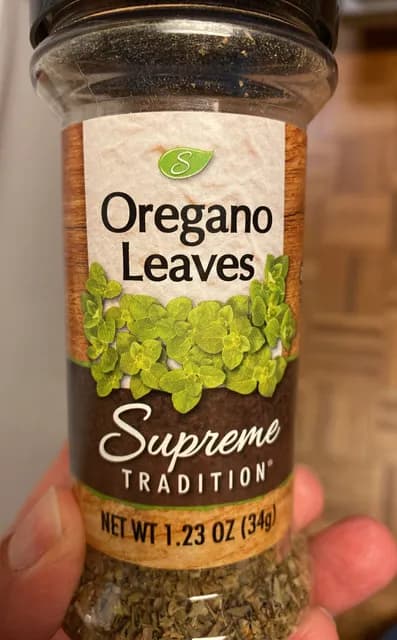 S
Oregano
Leaves
Supreme
TRADITION®
NET WT 1.23 OZ (34g)